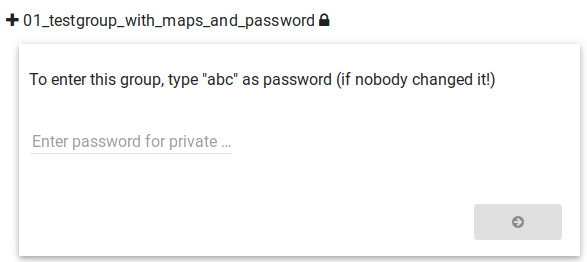 01_testgroup_with_maps_and_password
To enter this group, type "abc" as password (if nobody changed it!)
Enter password for private ...